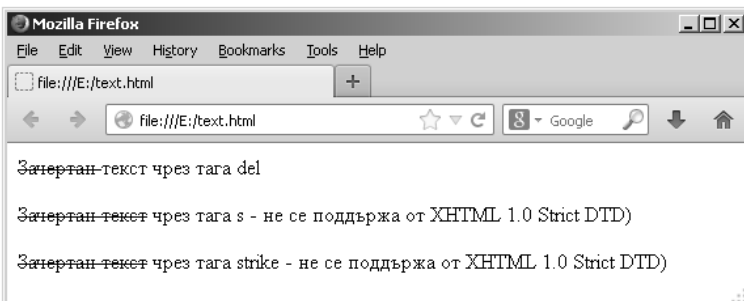 Mozilla Firefox
File Edit View History Bookmarks Tools Help
file:///E:/text.html +
file:///E:/text.html Google
Зачертан текст чрез тага del
Зачертан текст чрез тага s - не се поддържа от XHTML 1.0 Strict DTD)
Зачертан текст чрез тага strike - не се поддържа от XHTML 1.0 Strict DTD)